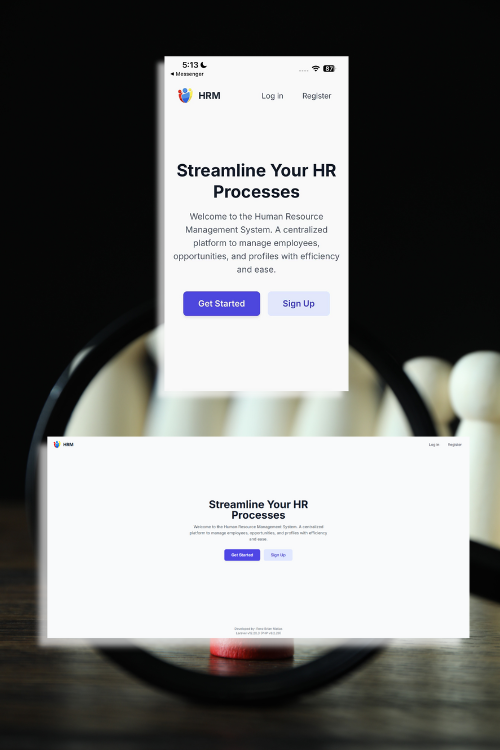 5:13
◀ Messenger
87
HRM
Log in
Register
Streamline Your HR
Processes
Welcome to the Human Resource
Management System. A centralized
platform to manage employees,
opportunities, and profiles with efficiency
and ease.
Get Started
Sign Up
HRM
Log in
Register
Streamline Your HR
Processes
Welcome to the Human Resource Management System. A centralized
platform to manage employees, opportunities, and profiles with efficiency
and ease.
Get Started
Sign Up